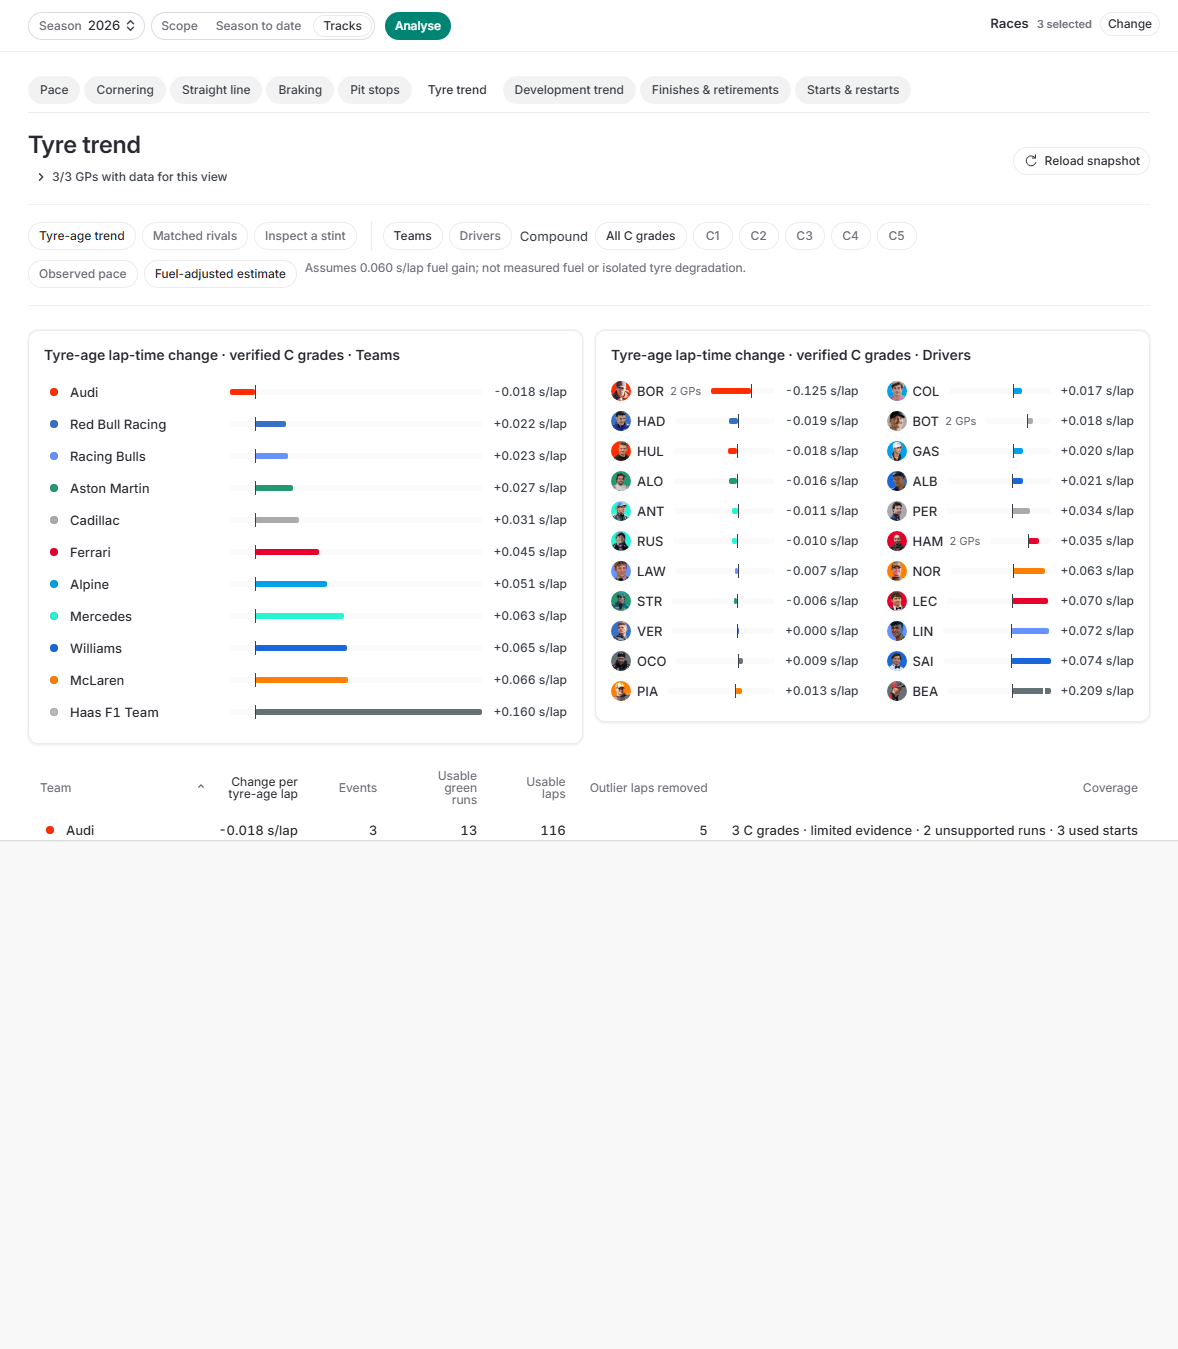 Season 2026 Scope Season to date Tracks Analyse Races 3 selected Change
Pace Cornering Straight line Braking Pit stops Tyre trend Development trend Finishes & retirements Starts & restarts
Tyre trend
3/3 GPs with data for this view
Reload snapshot
Tyre-age trend Matched rivals Inspect a stint Teams Drivers Compound All C grades C1 C2 C3 C4 C5
Observed pace Fuel-adjusted estimate Assumes 0.060 s/lap fuel gain; not measured fuel or isolated tyre degradation.
Tyre-age lap-time change · verified C grades · Teams
Audi -0.018 s/lap
Red Bull Racing +0.022 s/lap
Racing Bulls +0.023 s/lap
Aston Martin +0.027 s/lap
Cadillac +0.031 s/lap
Ferrari +0.045 s/lap
Alpine +0.051 s/lap
Mercedes +0.063 s/lap
Williams +0.065 s/lap
McLaren +0.066 s/lap
Haas F1 Team +0.160 s/lap
Tyre-age lap-time change · verified C grades · Drivers
BOR 2 GPs -0.125 s/lap
HAD -0.019 s/lap
HUL -0.018 s/lap
ALO -0.016 s/lap
ANT -0.011 s/lap
RUS -0.010 s/lap
LAW -0.007 s/lap
STR -0.006 s/lap
VER +0.000 s/lap
OCO +0.009 s/lap
PIA +0.013 s/lap
COL +0.017 s/lap
BOT 2 GPs +0.018 s/lap
GAS +0.020 s/lap
ALB +0.021 s/lap
PER +0.034 s/lap
HAM 2 GPs +0.035 s/lap
NOR +0.063 s/lap
LEC +0.070 s/lap
LIN +0.072 s/lap
SAI +0.074 s/lap
BEA +0.209 s/lap
Team Change per tyre-age lap Events Usable green runs Usable laps Outlier laps removed Coverage
Audi -0.018 s/lap 3 13 116 5 3 C grades · limited evidence · 2 unsupported runs · 3 used starts